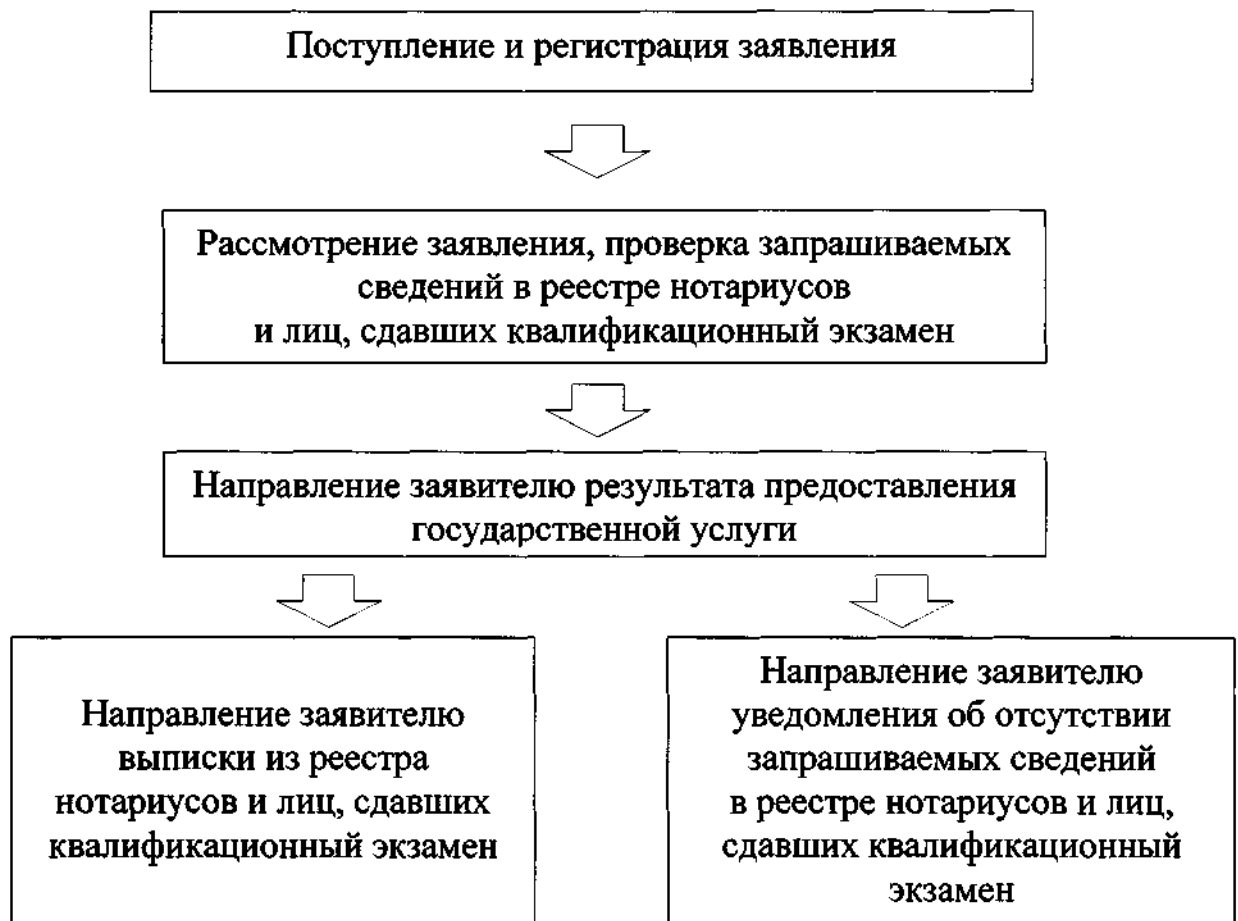 Поступление и регистрация заявления
Рассмотрение заявления, проверка запрашиваемых
сведений в реестре нотариусов
и лиц, сдавших квалификационный экзамен
Направление заявителю результата предоставления
государственной услуги
Направление заявителю
выписки из реестра
нотариусов и лиц, сдавших
квалификационный экзамен
Направление заявителю
уведомления об отсутствии
запрашиваемых сведений
в реестре нотариусов и лиц,
сдавших квалификационный
экзамен